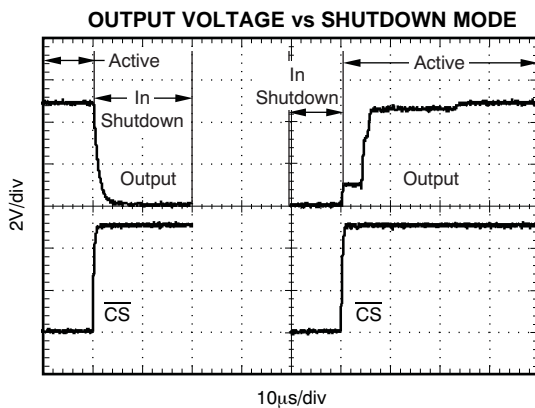 OUTPUT VOLTAGE vs SHUTDOWN MODE
Active
In
Shutdown
In
Shutdown
Active
Output
Output
2V/div
CS
CS
10μs/div